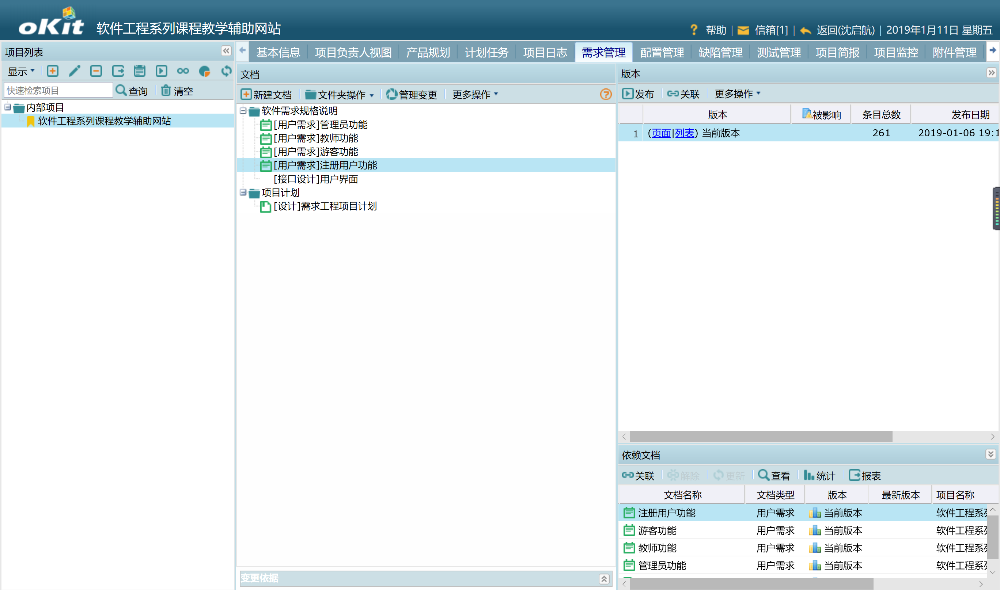 oKit 软件工程系列课程教学辅助网站
? 帮助 | 信箱[1] | 返回(沈启航) | 2019年1月11日 星期五
项目列表
显示
快速检索项目 查询 清空
内部项目
软件工程系列课程教学辅助网站
基本信息 项目负责人视图 产品规划 计划任务 项目日志 需求管理 配置管理 缺陷管理 测试管理 项目简报 项目监控 附件管理
文档
新建文档 文件夹操作 管理变更 更多操作
软件需求规格说明
[用户需求]管理员功能
[用户需求]教师功能
[用户需求]游客功能
[用户需求]注册用户功能
[接口设计]用户界面
项目计划
[设计]需求工程项目计划
变更依据
版本
发布 关联 更多操作
版本 被影响 条目总数 发布日期
1 (页面|列表) 当前版本 261 2019-01-06 19:1
依赖文档
关联 解除 更新 查看 统计 报表
文档名称 文档类型 版本 最新版本 项目名称
注册用户功能 用户需求 当前版本 软件工程系
游客功能 用户需求 当前版本 软件工程系
教师功能 用户需求 当前版本 软件工程系
管理员功能 用户需求 当前版本 软件工程系